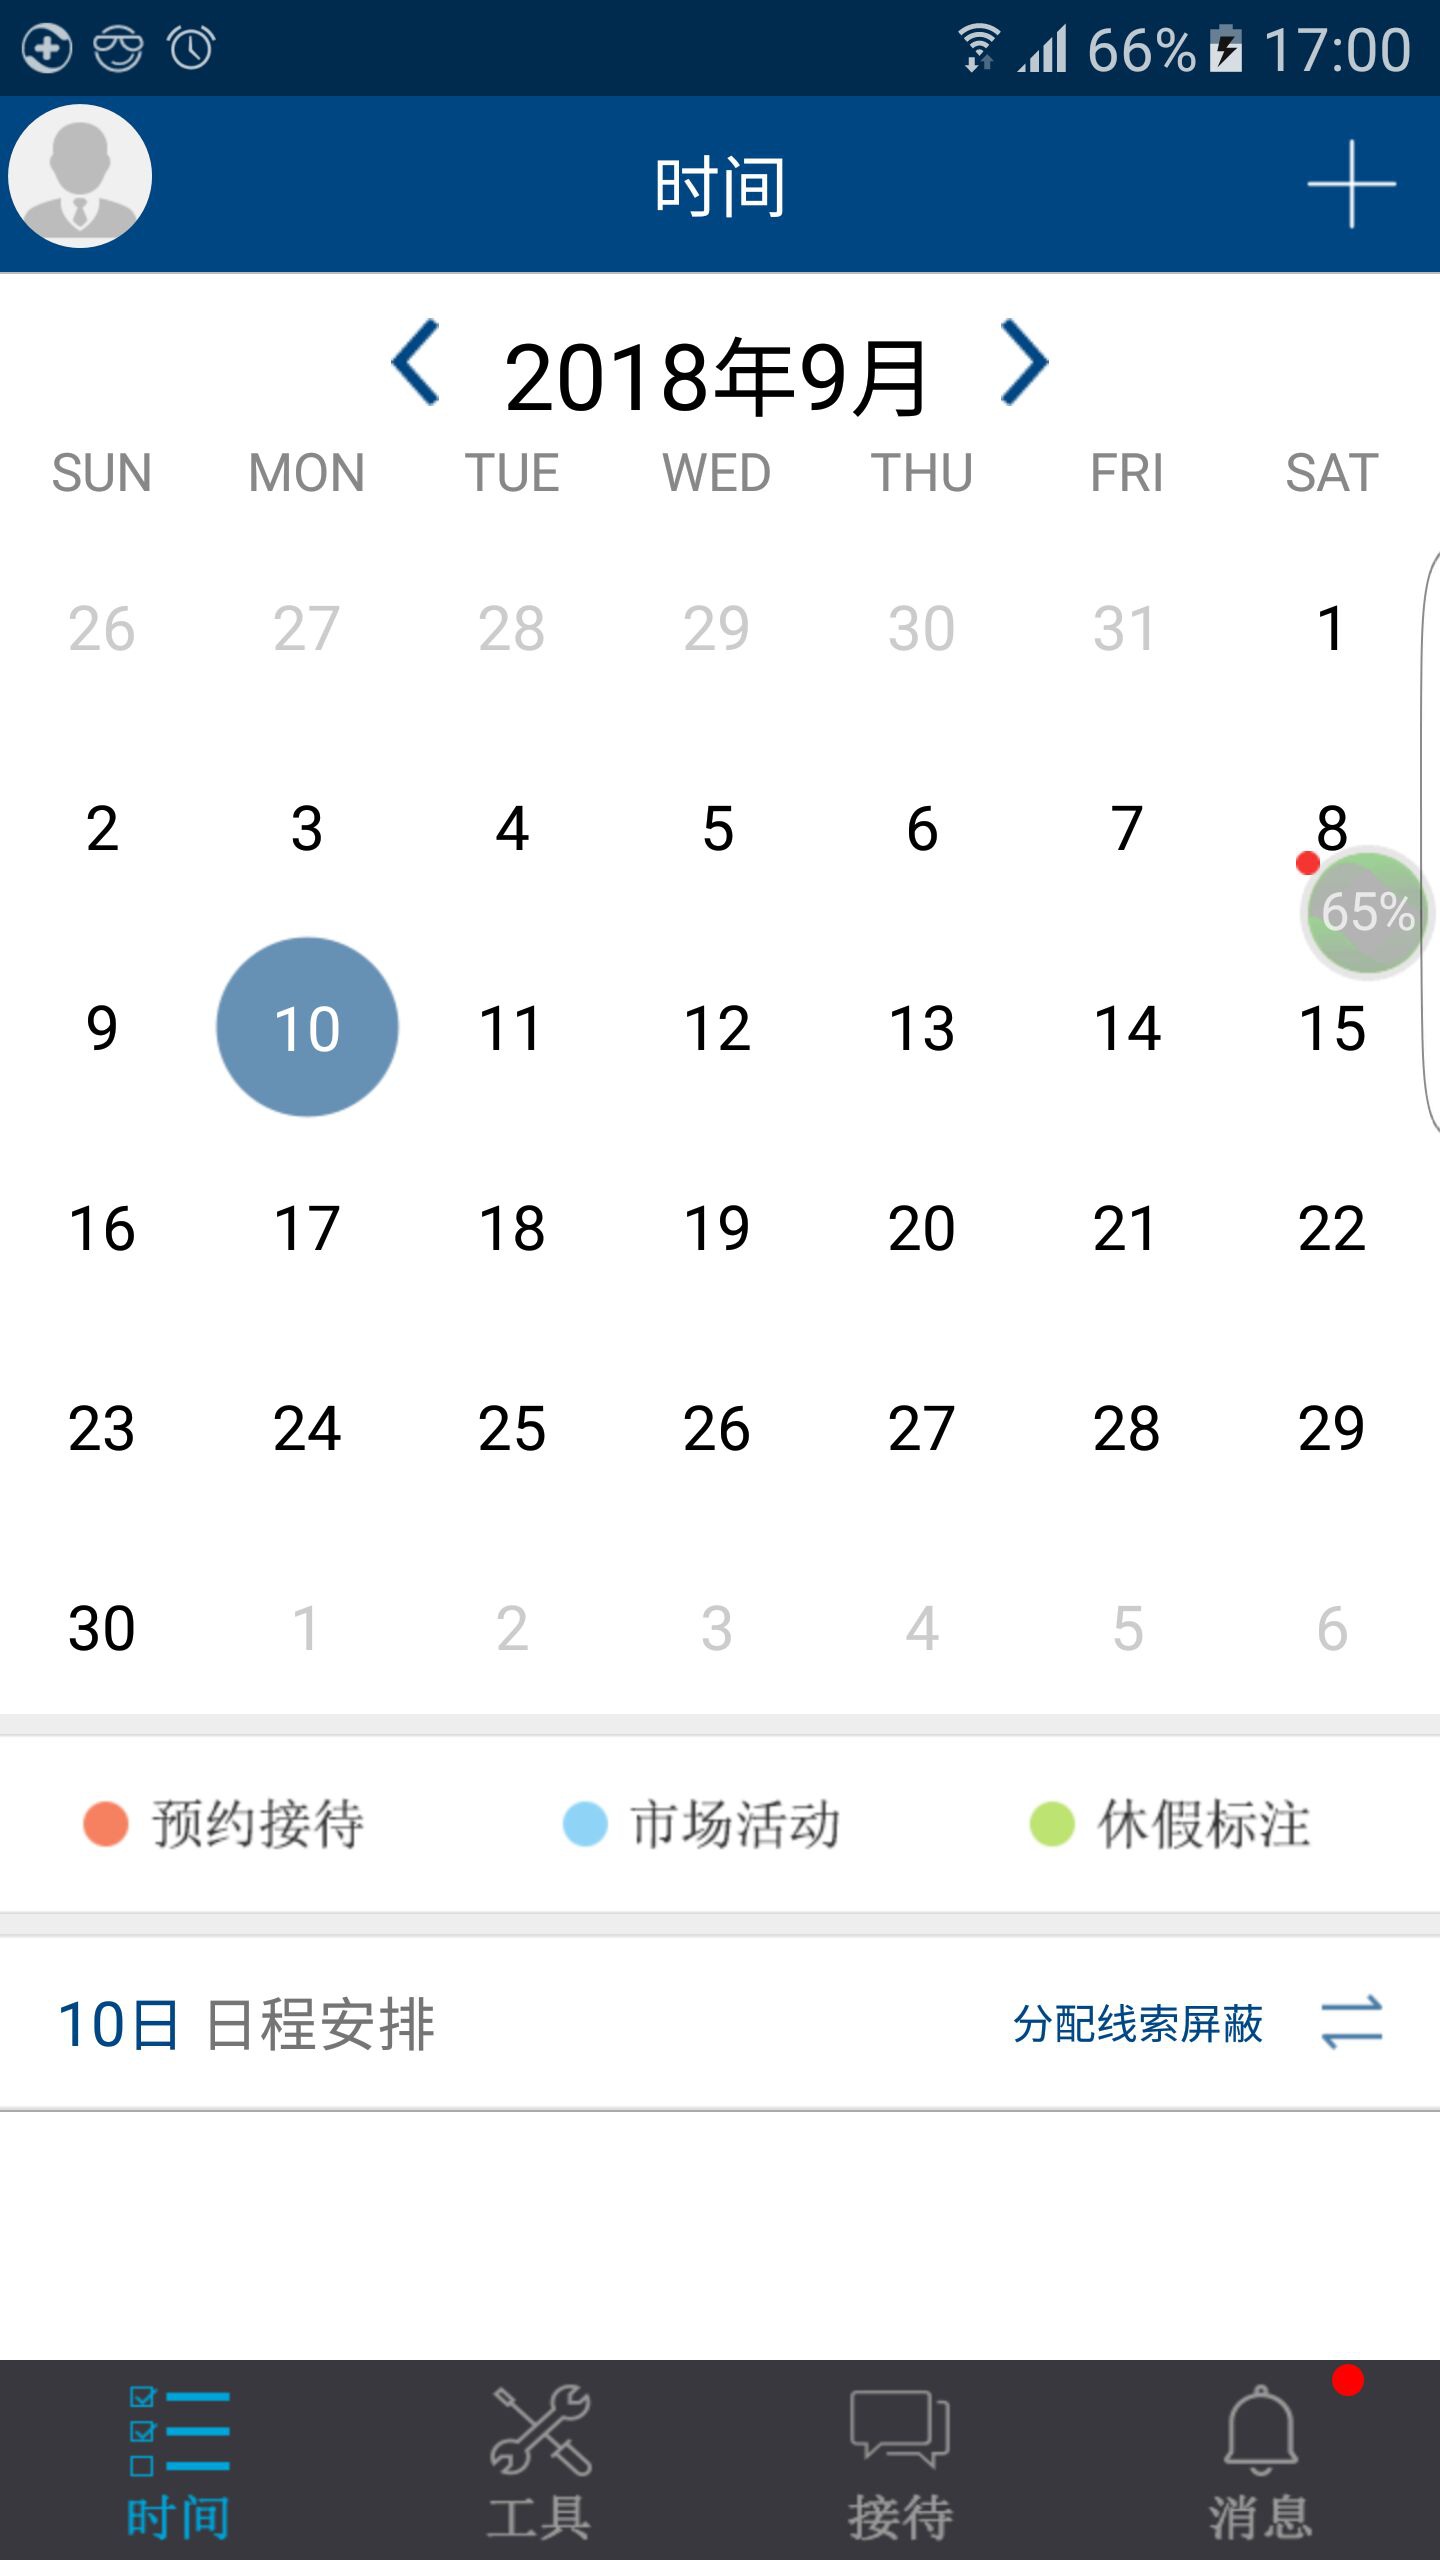 66% 17:00
时间
2018年9月
SUN MON TUE WED THU FRI SAT
26 27 28 29 30 31 1
2 3 4 5 6 7 8
65%
9 10 11 12 13 14 15
16 17 18 19 20 21 22
23 24 25 26 27 28 29
30 1 2 3 4 5 6
预约接待 市场活动 休假标注
10日 日程安排 分配线索屏蔽
时间 工具 接待 消息